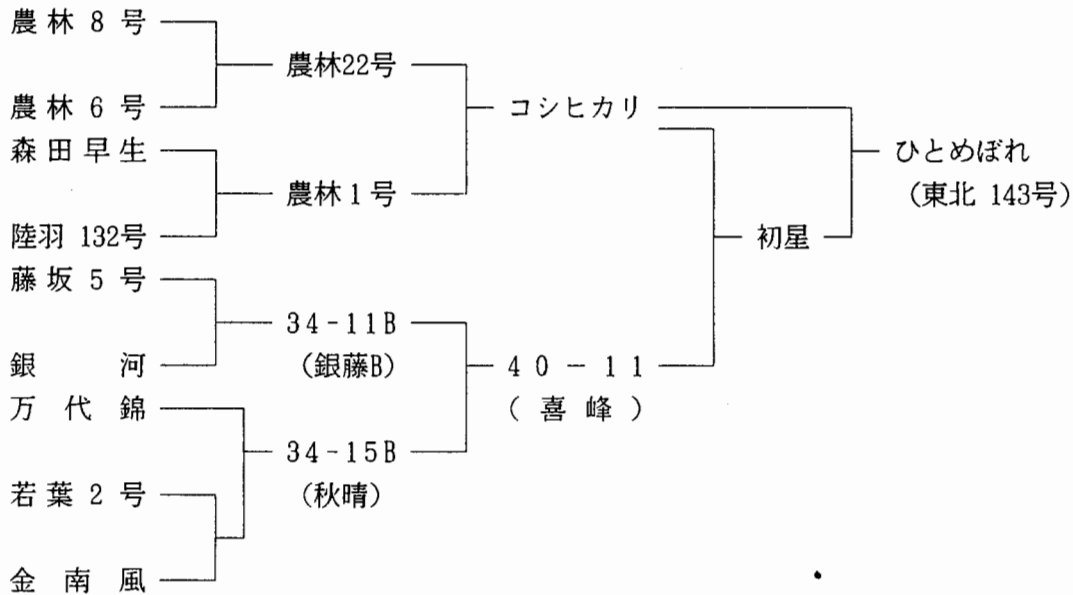 農林 8 号
農林22号
農林 6 号
コシヒカリ
森田早生
ひとめぼれ
農林 1 号
(東北 143号)
陸羽 132号
初星
藤坂 5 号
34-11B
銀 河
(銀藤B)
40-11
万 代 錦
(喜峰)
34-15B
若葉 2 号
(秋晴)
金 南 風